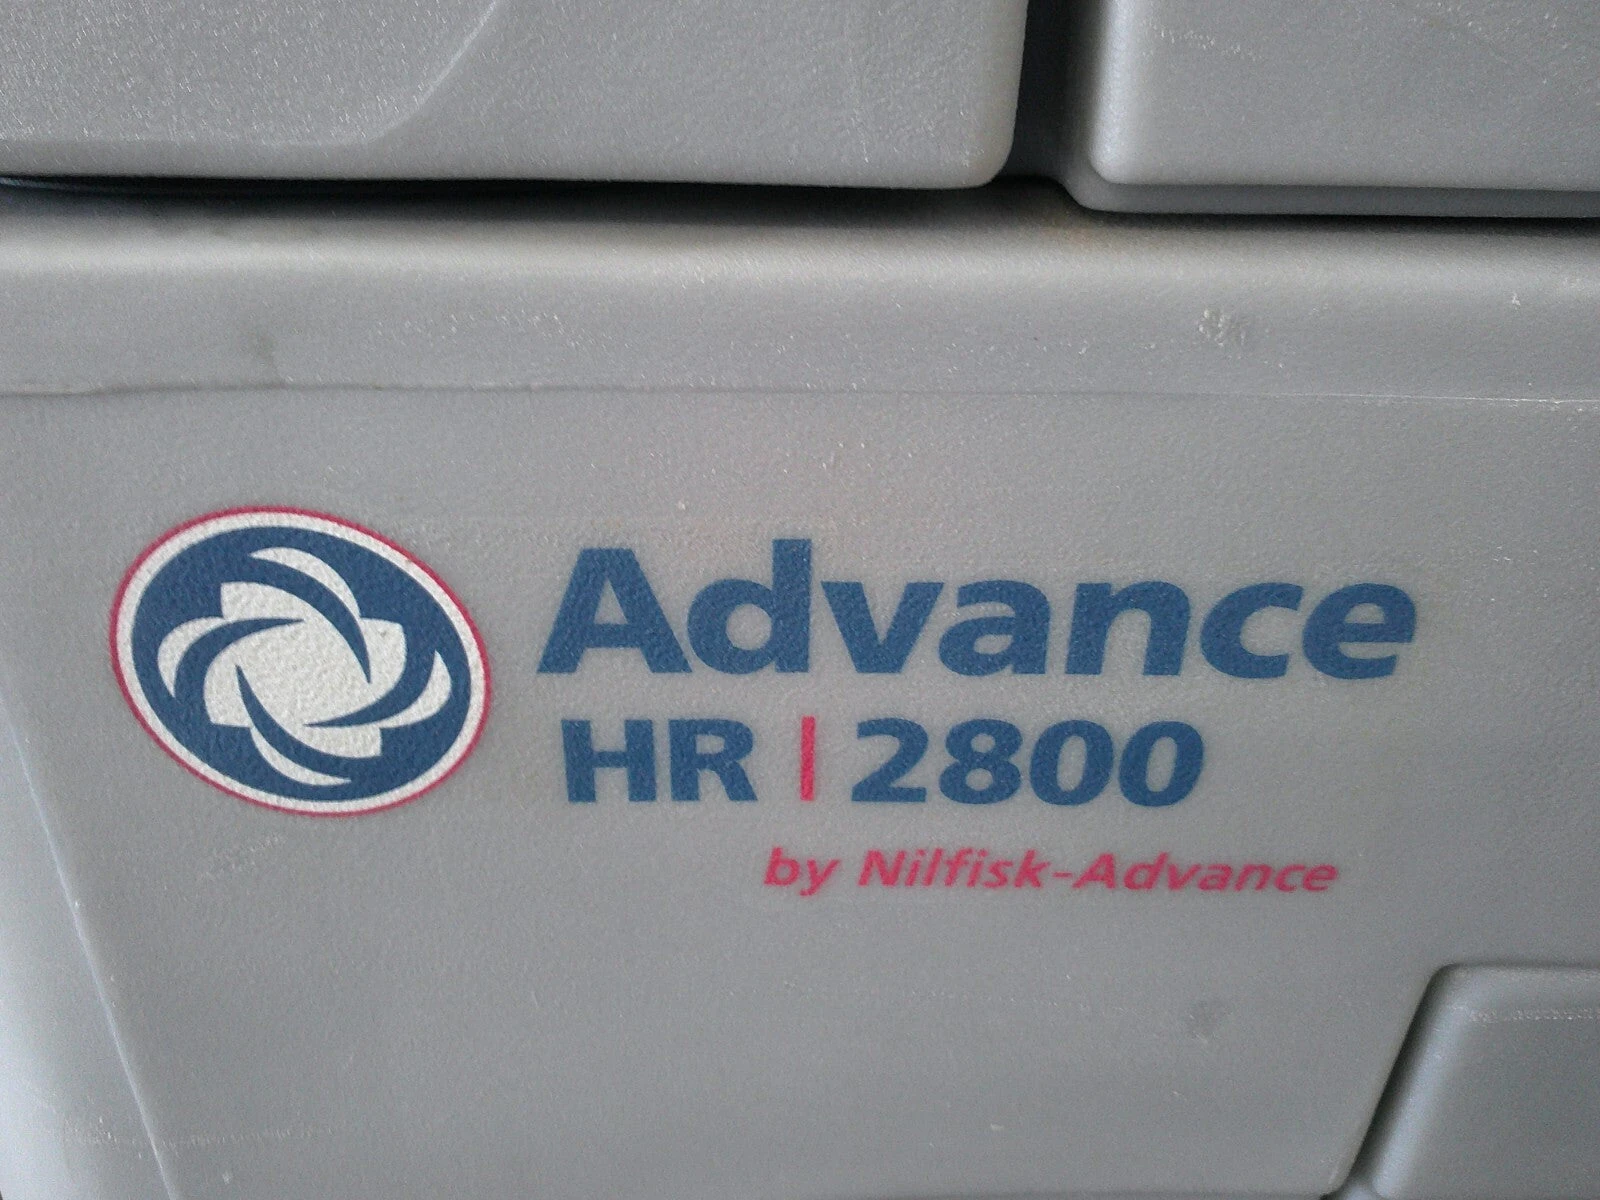 Advance
HR | 2800
by Nilfisk-Advance